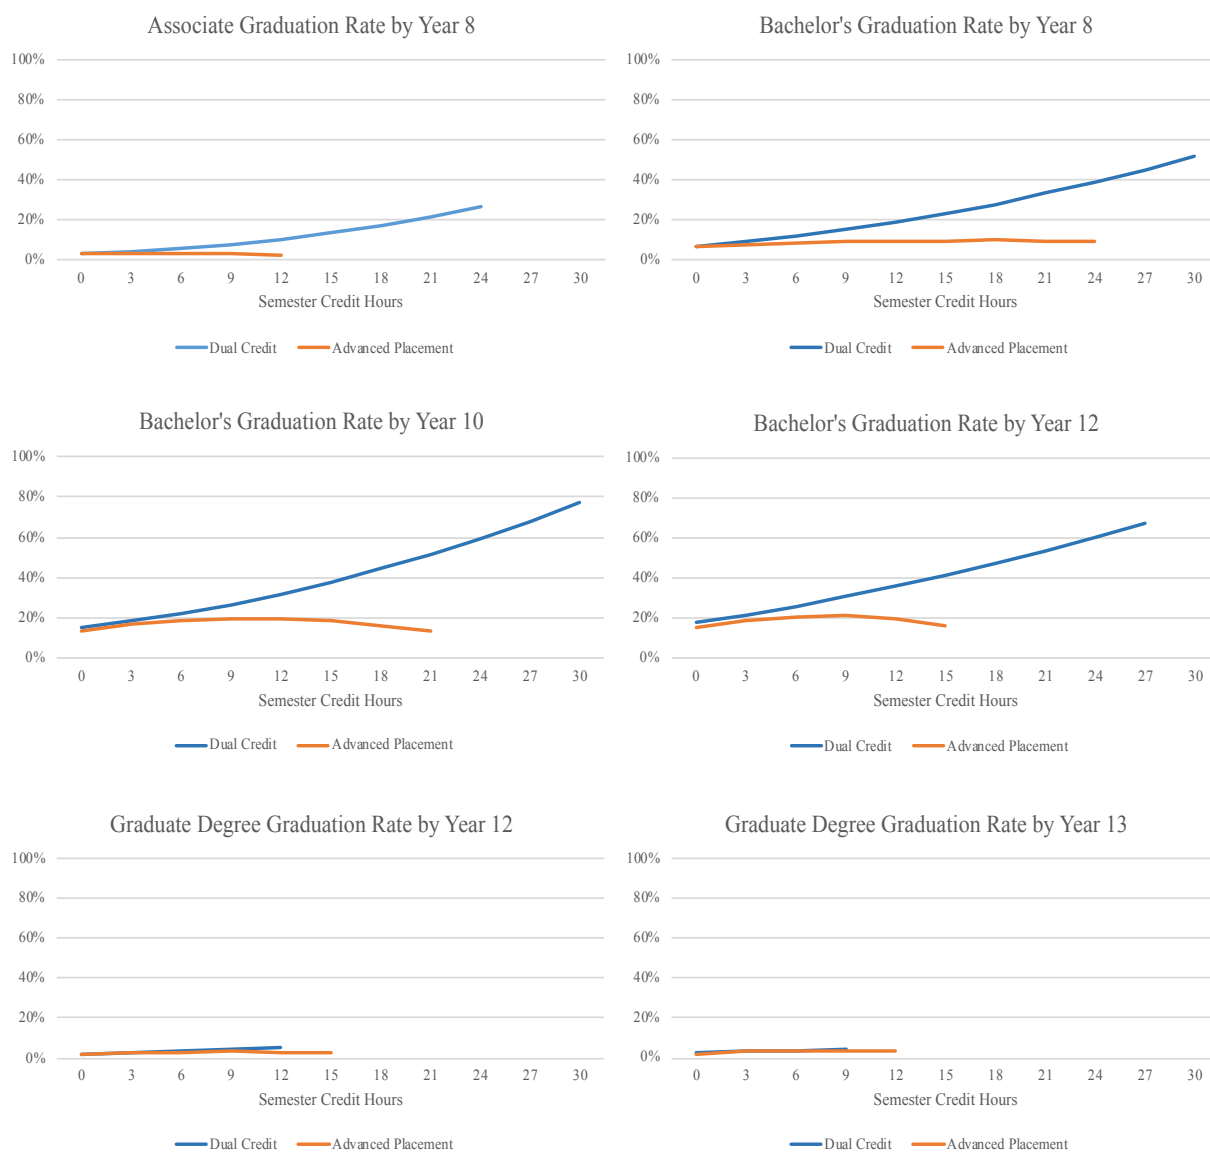 Associate Graduation Rate by Year 8
100%
80%
60%
40%
20%
0%
0 3 6 9 12 15 18 21 24 27 30
Semester Credit Hours
Dual Credit Advanced Placement
Bachelor's Graduation Rate by Year 8
100%
80%
60%
40%
20%
0%
0 3 6 9 12 15 18 21 24 27 30
Semester Credit Hours
Dual Credit Advanced Placement
Bachelor's Graduation Rate by Year 10
100%
80%
60%
40%
20%
0%
0 3 6 9 12 15 18 21 24 27 30
Semester Credit Hours
Dual Credit Advanced Placement
Bachelor's Graduation Rate by Year 12
100%
80%
60%
40%
20%
0%
0 3 6 9 12 15 18 21 24 27 30
Semester Credit Hours
Dual Credit Advanced Placement
Graduate Degree Graduation Rate by Year 12
100%
80%
60%
40%
20%
0%
0 3 6 9 12 15 18 21 24 27 30
Semester Credit Hours
Dual Credit Advanced Placement
Graduate Degree Graduation Rate by Year 13
100%
80%
60%
40%
20%
0%
0 3 6 9 12 15 18 21 24 27 30
Semester Credit Hours
Dual Credit Advanced Placement